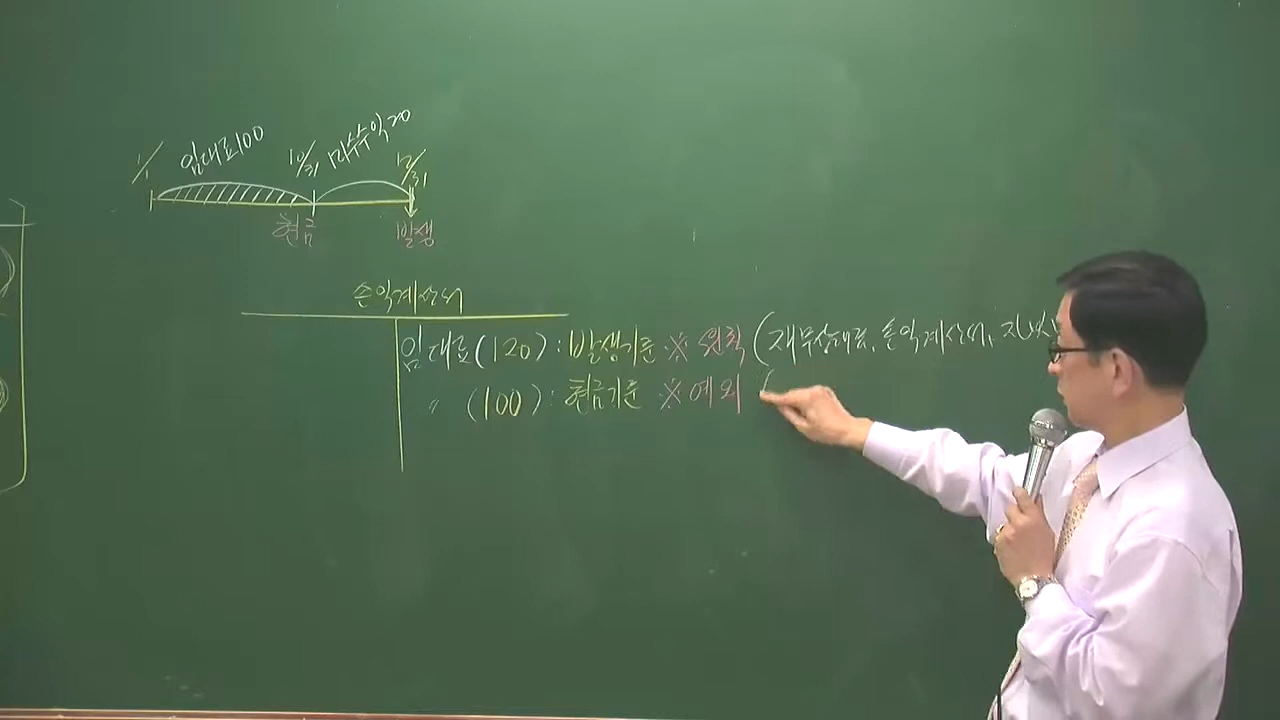 1/1 임대료100 10/31 미수수익20 12/31
현금 발생
손익계산서
임대료(120): 발생기준 ※ 원칙 (재무상태표, 손익계산서,
〃 (100): 현금기준 ※ 예외 (